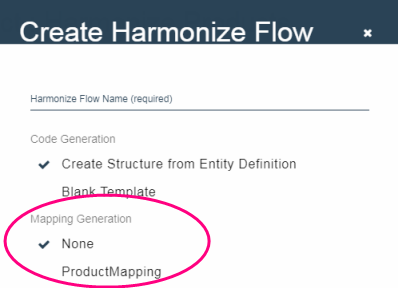 Create Harmonize Flow ×
Harmonize Flow Name (required)
Code Generation
Create Structure from Entity Definition
Blank Template
Mapping Generation
None
ProductMapping